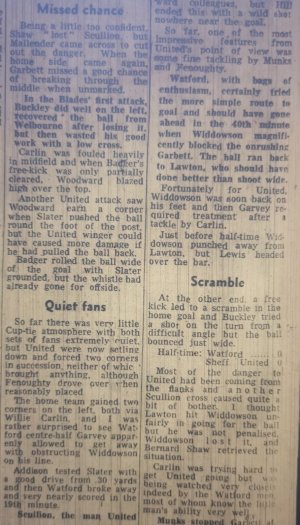 Missed chance
Being a little too confident,
Shaw "lost" Scullion, but
Mallender came across to cut
out the danger. When the
home side came again,
Garbett missed a good chance
of breaking through the
middle when unmarked.
In the Blades' first attack,
Buckley did well on the left,
recovered the ball from
Welbourne after losing it,
but then wasted his good
work with a low cross.
Carlin was fouled heavily
in midfield and when Badger's
free-kick was only partially
cleared, Woodward blazed
high over the top.
Another United attack saw
Woodward earn a corner
when Slater pushed the ball
round the foot of the post,
but the United winger could
have caused more damage if
he had pulled the ball back.
Badger rolled the ball wide
of the goal with Slater
grounded, but the whistle had
already gone for offside.
Quiet fans
So far there was very little
Cup-tie atmosphere with both
sets of fans extremely quiet,
but United were now settling
down and forced two corners
in succession, neither of which
brought anything, although
Fenoughty drove over when
reasonably placed.
The home team gained two
corners on the left, both via
Willie Carlin, and I was
rather surprised to see Wat-
ford centre-half Garvey appar-
ently allowed to get away
with obstructing Widdowson
on his line.
Addison tested Slater with
a good drive from 30 yards
and then Watford broke away
and very nearly scored in the
19th minute.
Scullion, the man United
ward colleagues, but Hill
ended this with a wild shot
nowhere near the goal.
So far, one of the most
impressive features from
United's point of view was
some fine tackling by Munks
and Fenoughty.
Watford, with bags of
enthusiasm, certainly tried
the more simple route to
goal and should have gone
ahead in the 40th minute
when Widdowson magnifi-
cently blocked the onrushing
Garbett. The ball ran back
to Lawton, who should have
done better than shoot wide.
Fortunately for United,
Widdowson was soon back on
his feet and then Garvey re-
quired treatment after a
tackle by Carlin.
Just before half-time Wid-
dowson punched away from
Lawton, but Lewis headed
over the bar.
Scramble
At the other end, a free
kick led to a scramble in the
home goal and Buckley tried
a shot on the turn from a
difficult angle but the ball
bounced just wide.
Half-time: Watford 0
Sheff. United 0
Most of the danger to
United had been coming from
the flanks and another
Scullion cross caused quite a
bit of bother. I thought
Lawton hit Widdowson un-
fairly in going for the ball
but he was not penalised.
Widdowson lost it, and
Bernard Shaw retrieved the
situation.
Carlin was trying hard to
get United going, but was
being watched very closely
indeed by the Watford men,
most of whom know the
man's ability very well.
Munks stepped